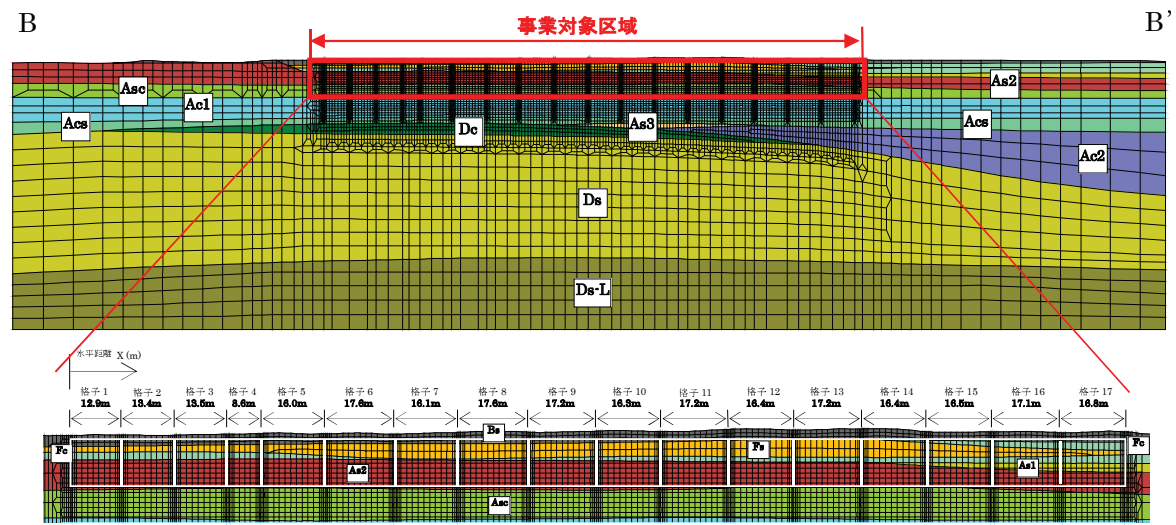 B
B'
事業対象区域
Asc
As2
Ac1
Acs
Dc
As3
Acs
Ac2
Ds
Ds-L
水平距離 X (m)
格子 1
12.9m
格子 2
13.4m
格子 3
13.5m
格子 4
8.6m
格子 5
16.0m
格子 6
17.6m
格子 7
16.1m
格子 8
17.6m
格子 9
17.2m
格子 10
16.3m
格子 11
17.2m
格子 12
16.4m
格子 13
17.2m
格子 14
16.4m
格子 15
16.5m
格子 16
17.1m
格子 17
16.8m
Bs
Fc
Fs
Fc
As2
As1
Asc